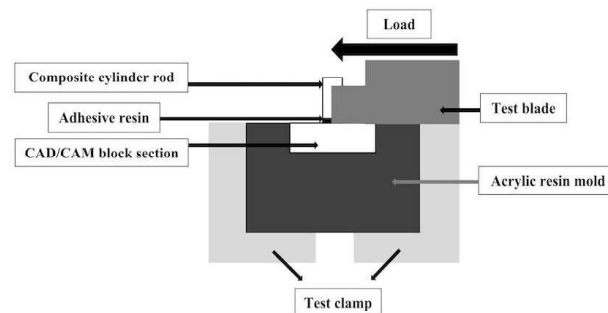 Load
Composite cylinder rod
Adhesive resin
Test blade
CAD/CAM block section
Acrylic resin mold
Test clamp